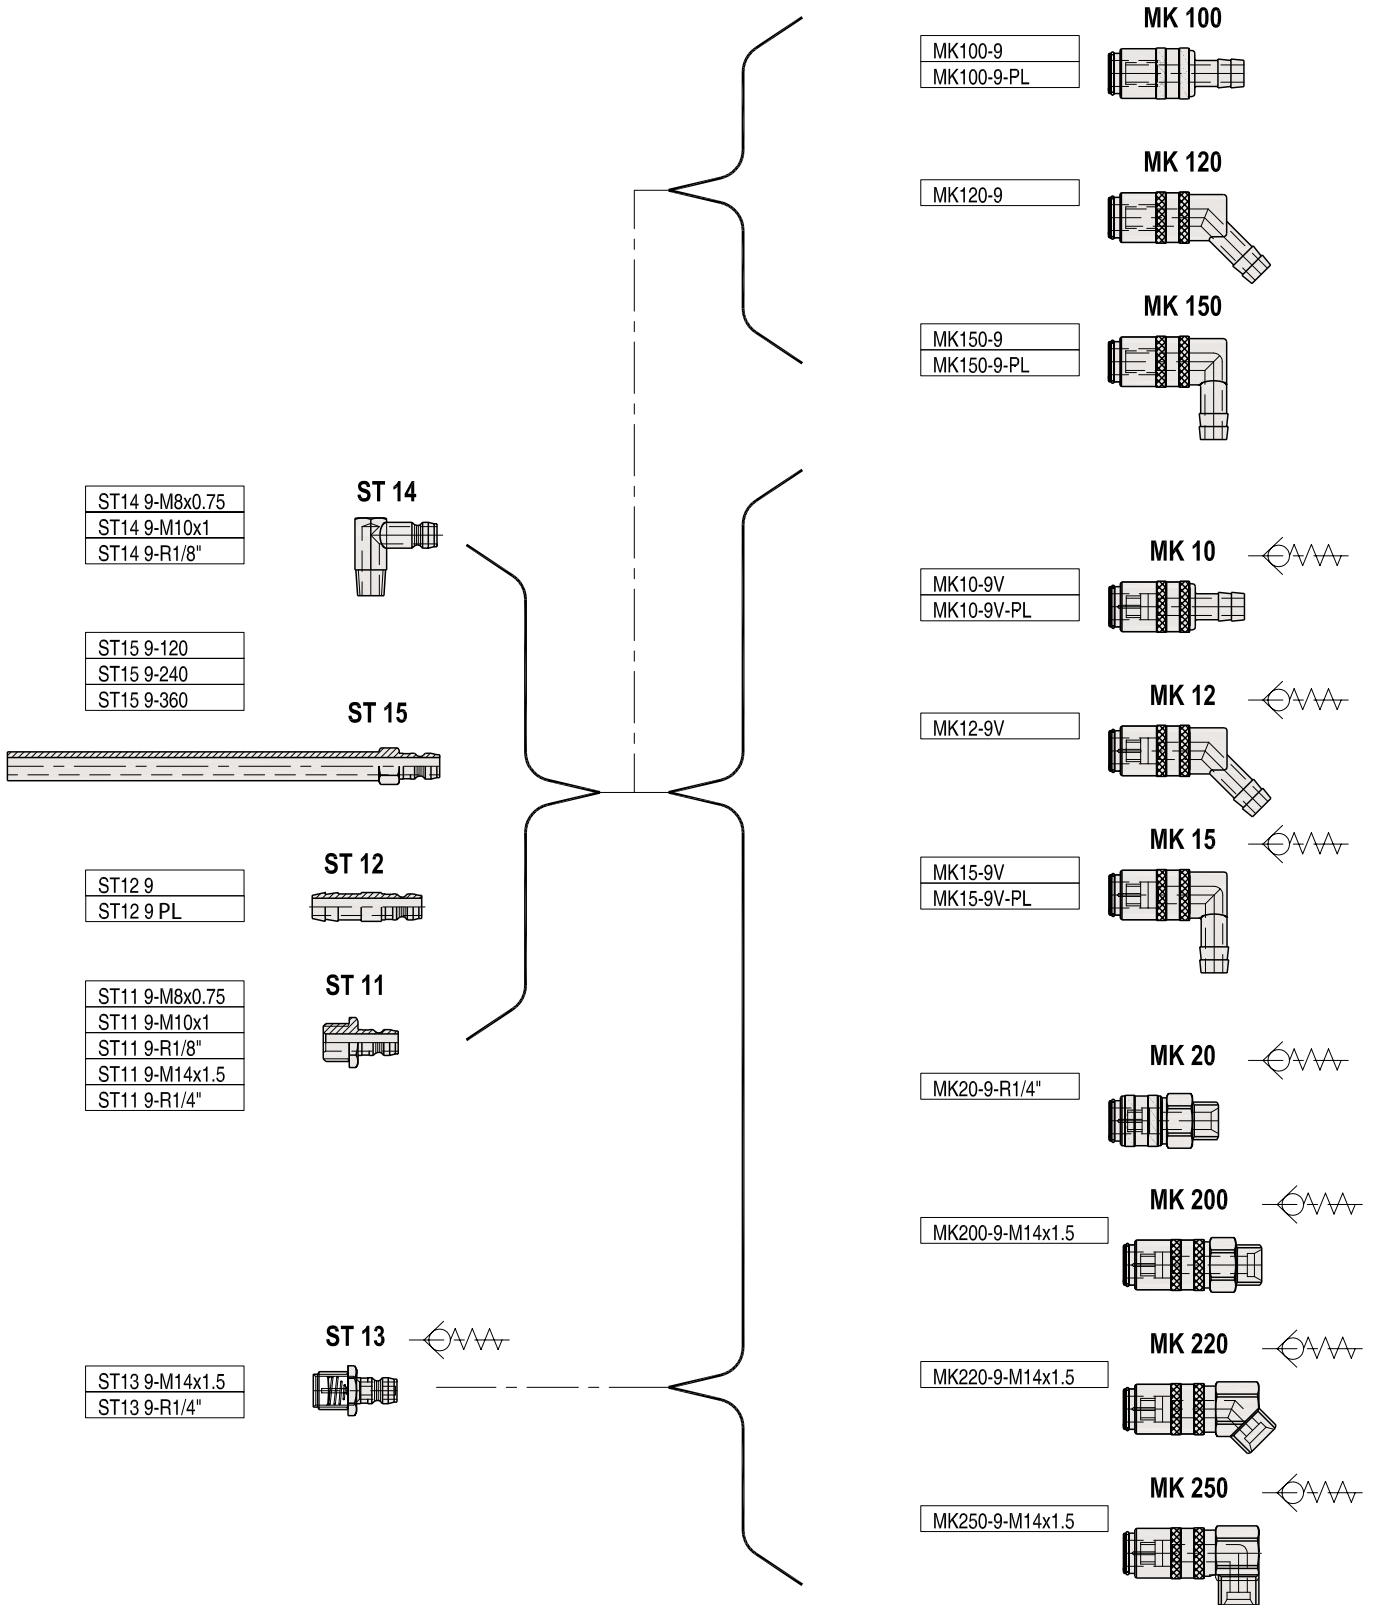 MK 100
MK100-9
MK100-9-PL
MK 120
MK120-9
MK 150
MK150-9
MK150-9-PL
ST 14
ST14 9-M8x0.75
ST14 9-M10x1
ST14 9-R1/8"
ST15 9-120
ST15 9-240
ST15 9-360
ST 15
ST 12
ST12 9
ST12 9 PL
ST 11
ST11 9-M8x0.75
ST11 9-M10x1
ST11 9-R1/8"
ST11 9-M14x1.5
ST11 9-R1/4"
ST 13
ST13 9-M14x1.5
ST13 9-R1/4"
MK 10
MK10-9V
MK10-9V-PL
MK 12
MK12-9V
MK 15
MK15-9V
MK15-9V-PL
MK 20
MK20-9-R1/4"
MK 200
MK200-9-M14x1.5
MK 220
MK220-9-M14x1.5
MK 250
MK250-9-M14x1.5